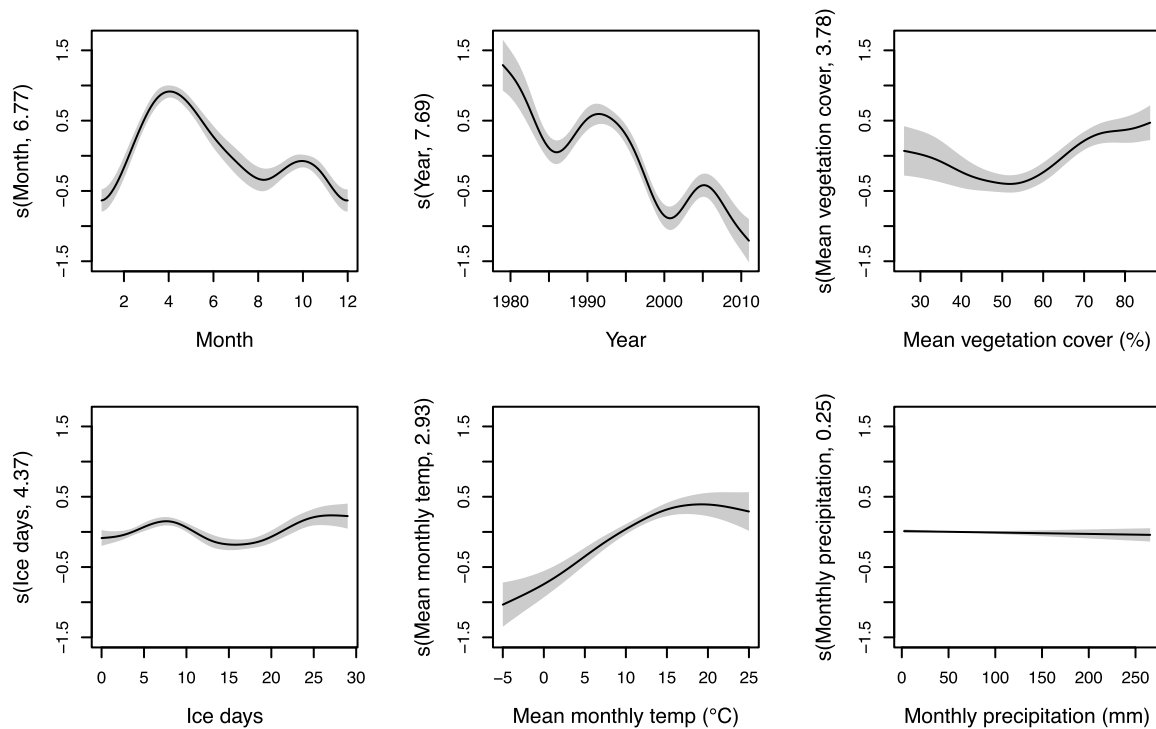 s(Month, 6.77)
1.5
0.5
−0.5
−1.5
2 4 6 8 10 12
Month
s(Year, 7.69)
1.5
0.5
−0.5
−1.5
1980 1990 2000 2010
Year
s(Mean vegetation cover, 3.78)
1.5
0.5
−0.5
−1.5
30 40 50 60 70 80
Mean vegetation cover (%)
s(Ice days, 4.37)
1.5
0.5
−0.5
−1.5
0 5 10 15 20 25 30
Ice days
s(Mean monthly temp, 2.93)
1.5
0.5
−0.5
−1.5
−5 0 5 10 15 20 25
Mean monthly temp (°C)
s(Monthly precipitation, 0.25)
1.5
0.5
−0.5
−1.5
0 50 100 150 200 250
Monthly precipitation (mm)